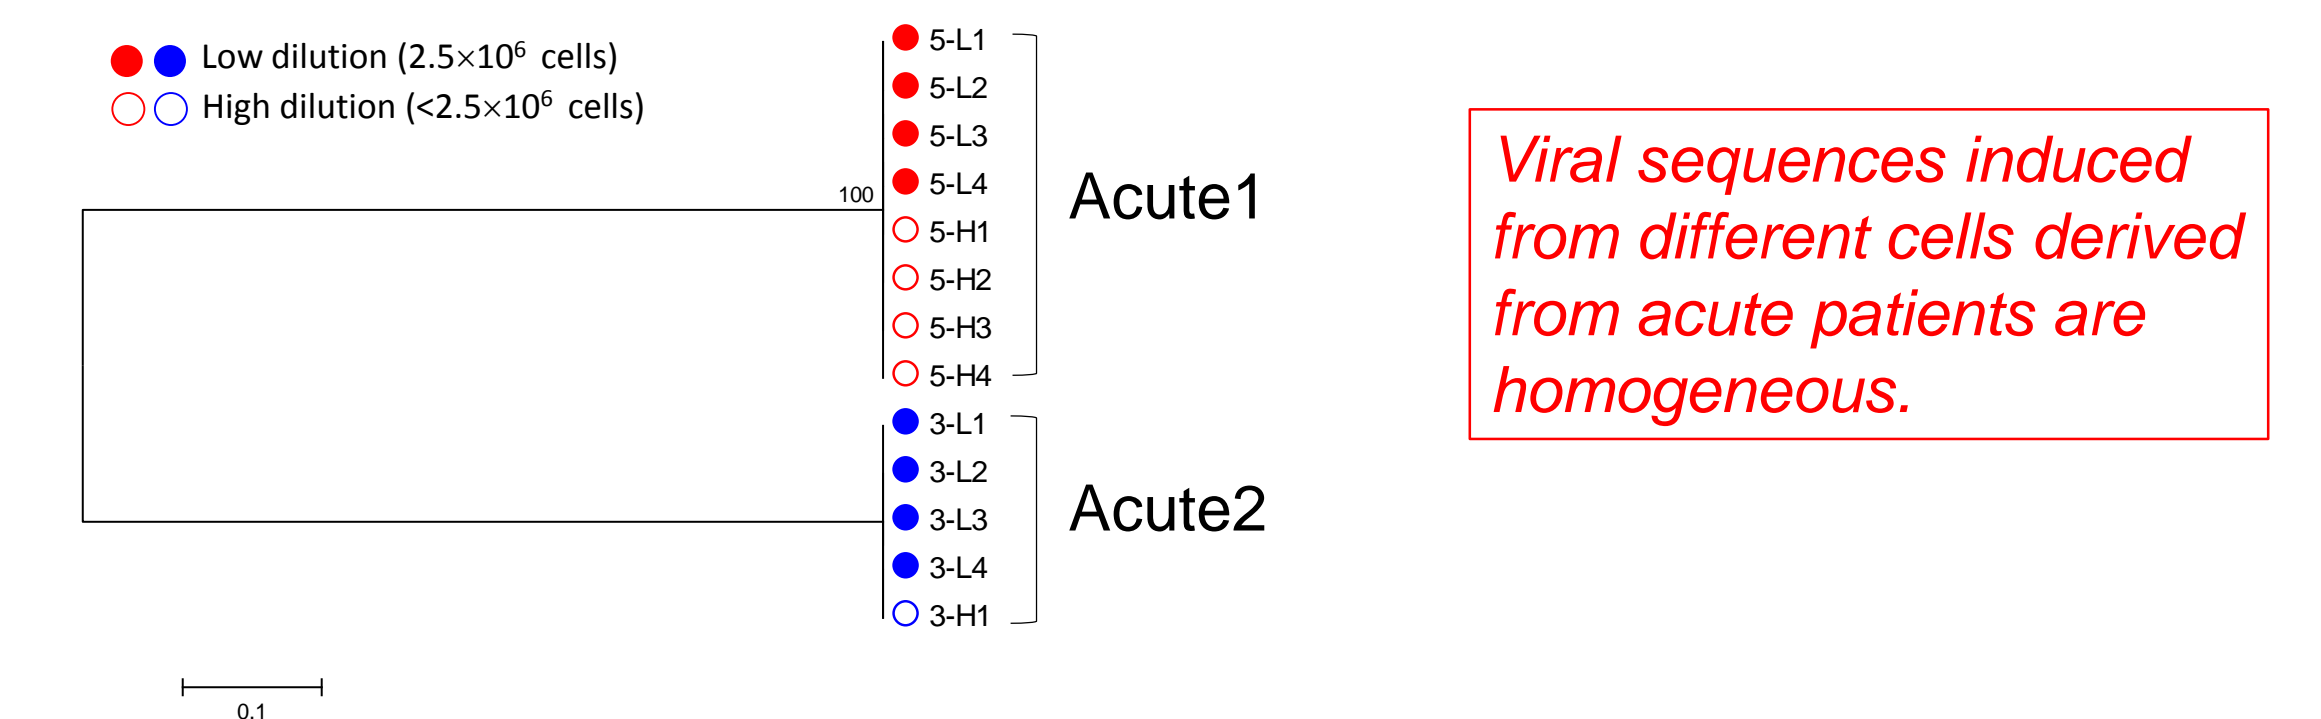 Low dilution (2.5×10⁶ cells)
High dilution (<2.5×10⁶ cells)
100
5-L1
5-L2
5-L3
5-L4
5-H1
5-H2
5-H3
5-H4
Acute1
3-L1
3-L2
3-L3
3-L4
3-H1
Acute2
0.1
Viral sequences induced
from different cells derived
from acute patients are
homogeneous.